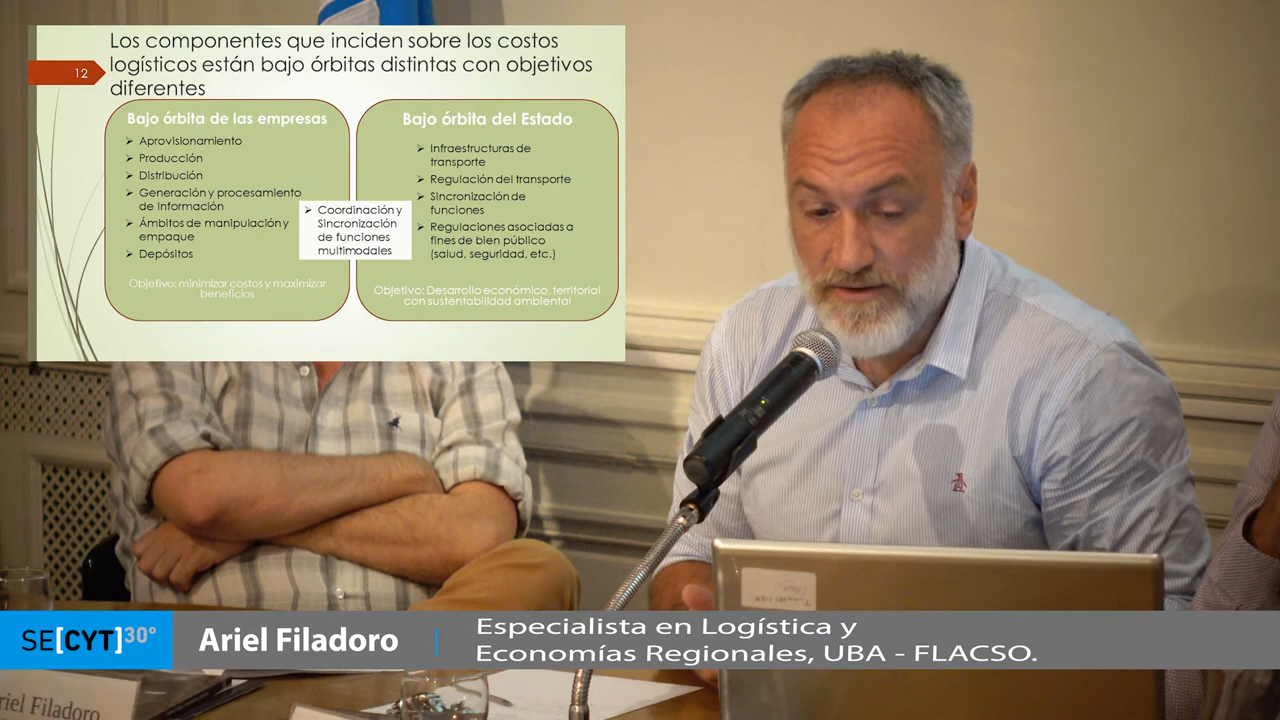 Los componentes que inciden sobre los costos
logísticos están bajo órbitas distintas con objetivos
diferentes
12
Bajo órbita de las empresas
Aprovisionamiento
Producción
Distribución
Generación y procesamiento
de Información
Ámbitos de manipulación y
empaque
Depósitos
Objetivo: minimizar costos y maximizar
beneficios
Coordinación y
Sincronización
de funciones
multimodales
Bajo órbita del Estado
Infraestructuras de
transporte
Regulación del transporte
Sincronización de
funciones
Regulaciones asociadas a
fines de bien público
(salud, seguridad, etc.)
Objetivo: Desarrollo económico, territorial
con sustentabilidad ambiental
SE[CYT]30°
Ariel Filadoro
Especialista en Logística y
Economías Regionales, UBA - FLACSO.
riel Filadoro